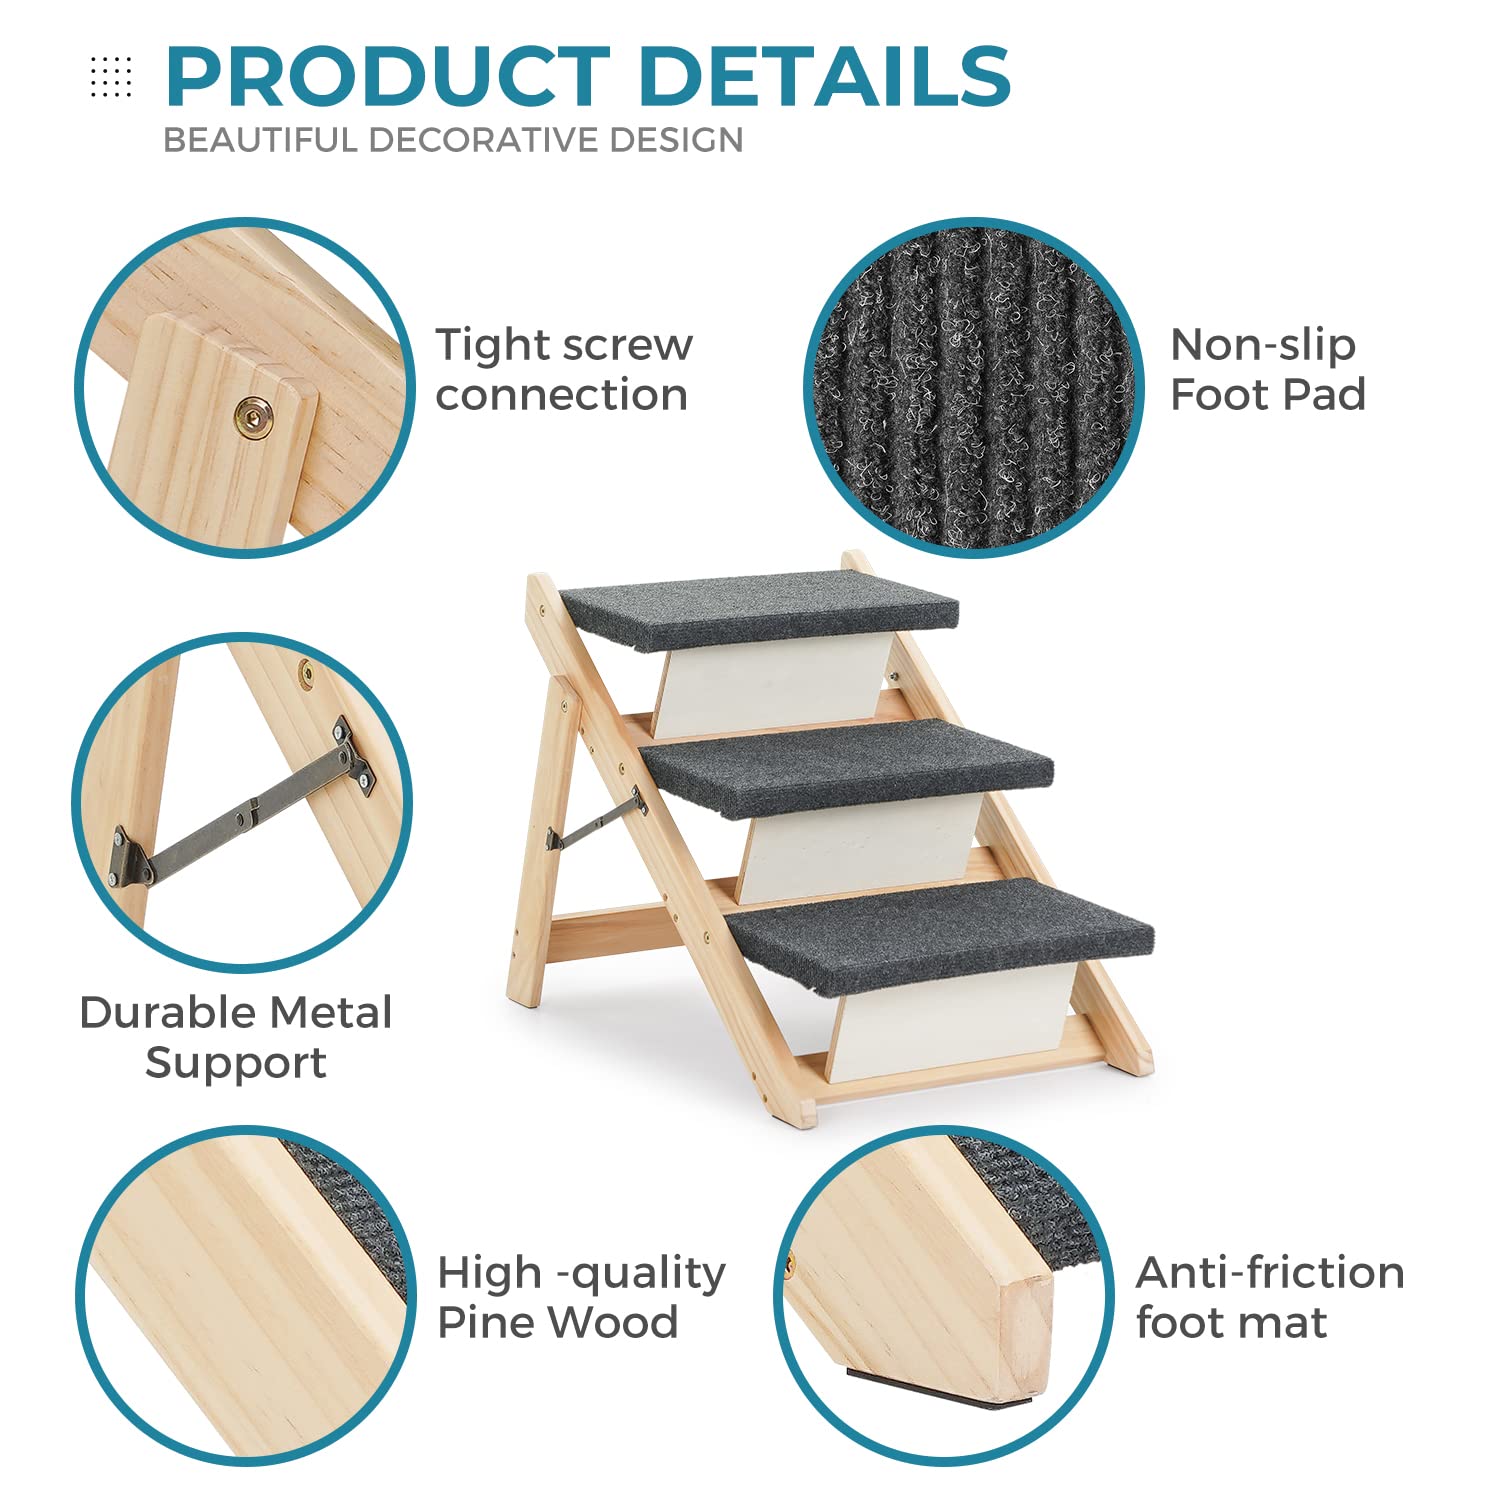 PRODUCT DETAILS
BEAUTIFUL DECORATIVE DESIGN
Tight screw
connection
Non-slip
Foot Pad
Durable Metal
Support
High -quality
Pine Wood
Anti-friction
foot mat